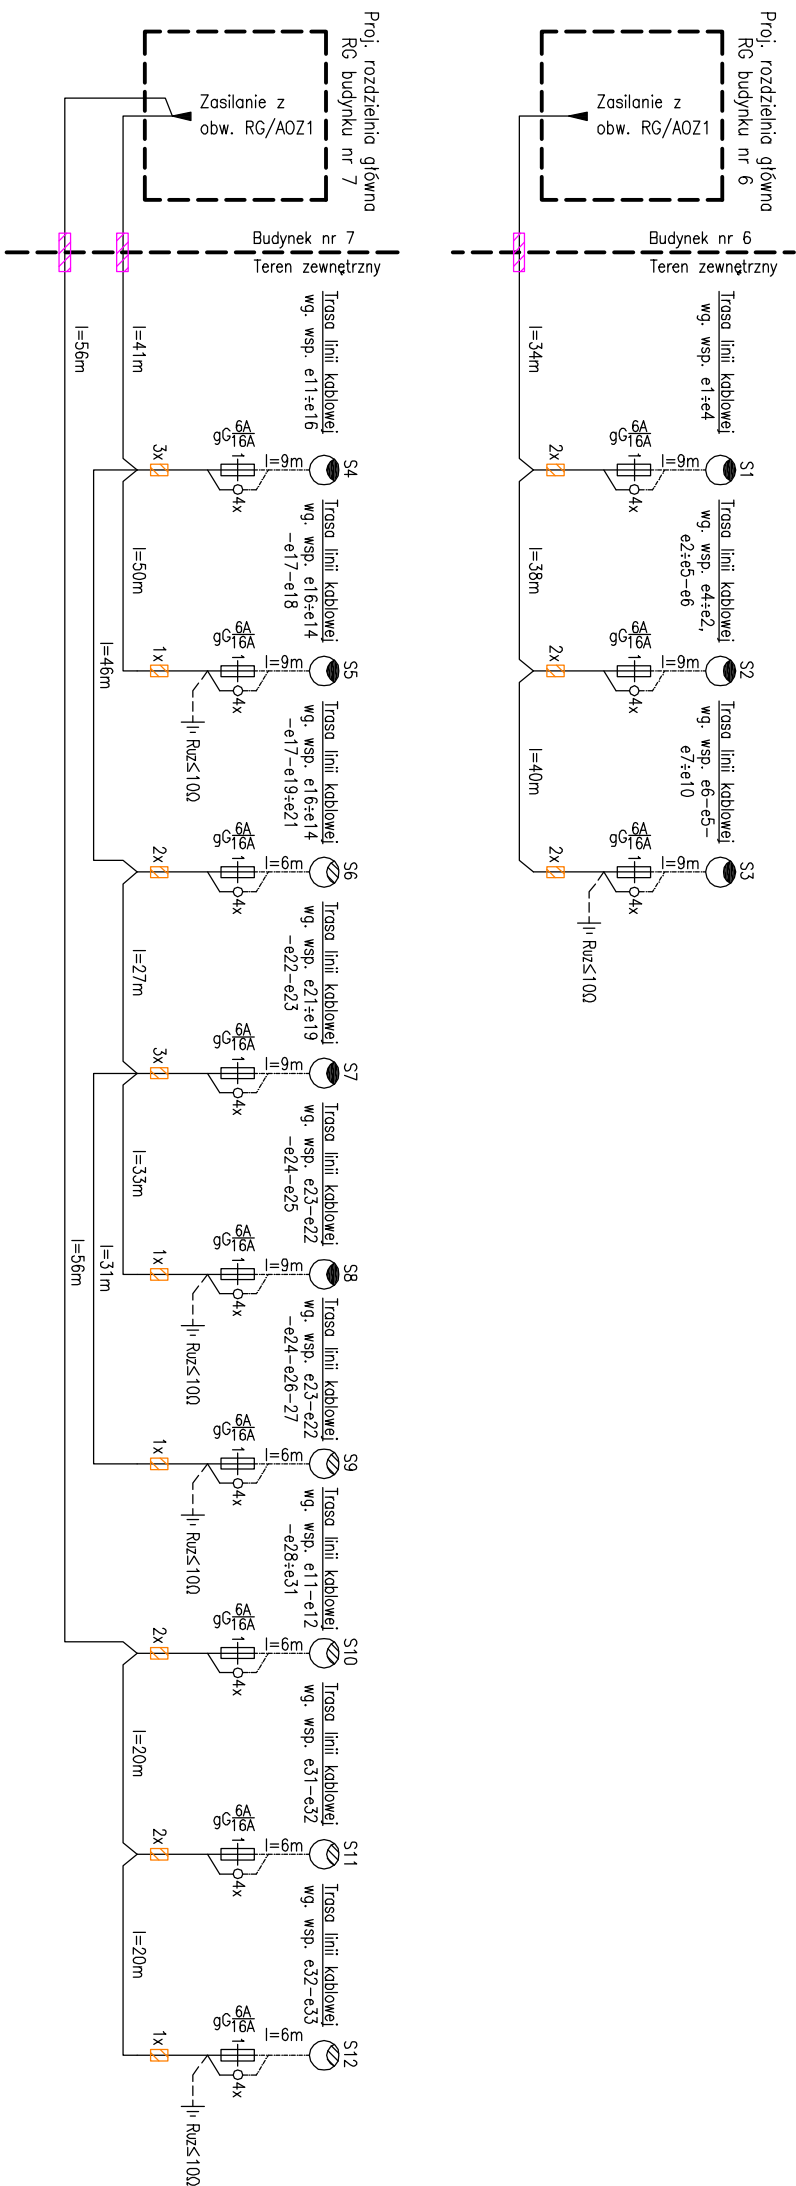 Proj. rozdzielnia główna
RG budynku nr 6
Zasilanie z
obw. RG/AOZ1
Budynek nr 6
Teren zewnętrzny
l=34m
Trasa linii kablowej
wg. wsp. e1÷e4
S1
l=9m
gG 6A
16A
1
4x
2x
l=38m
Trasa linii kablowej
wg. wsp. e4÷e2,
e2÷e5-e6
S2
l=9m
gG 6A
16A
1
4x
2x
l=40m
Trasa linii kablowej
wg. wsp. e6-e5-
e7÷e10
S3
l=9m
gG 6A
16A
1
4x
2x
Ruz≤10Ω
Proj. rozdzielnia główna
RG budynku nr 7
Zasilanie z
obw. RG/AOZ1
Budynek nr 7
Teren zewnętrzny
l=41m
l=56m
Trasa linii kablowej
wg. wsp. e11÷e16
S4
l=9m
gG 6A
16A
1
4x
3x
l=50m
Trasa linii kablowej
wg. wsp. e16÷e14
-e17-e18
S5
l=9m
gG 6A
16A
1
4x
1x
Ruz≤10Ω
l=46m
Trasa linii kablowej
wg. wsp. e16÷e14
-e17-e19÷e21
S6
l=6m
gG 6A
16A
1
4x
2x
l=27m
Trasa linii kablowej
wg. wsp. e21÷e19
-e22-e23
S7
l=9m
gG 6A
16A
1
4x
3x
l=33m
Trasa linii kablowej
wg. wsp. e23-e22
-e24-e25
S8
l=9m
gG 6A
16A
1
4x
1x
Ruz≤10Ω
l=31m
l=56m
Trasa linii kablowej
wg. wsp. e23-e22
-e24-e26-27
S9
l=6m
gG 6A
16A
1
4x
1x
Ruz≤10Ω
Trasa linii kablowej
wg. wsp. e11-e12
-e28÷e31
S10
l=6m
gG 6A
16A
1
4x
2x
l=20m
Trasa linii kablowej
wg. wsp. e31-e32
S11
l=6m
gG 6A
16A
1
4x
2x
l=20m
Trasa linii kablowej
wg. wsp. e32-e33
S12
l=6m
gG 6A
16A
1
4x
1x
Ruz≤10Ω